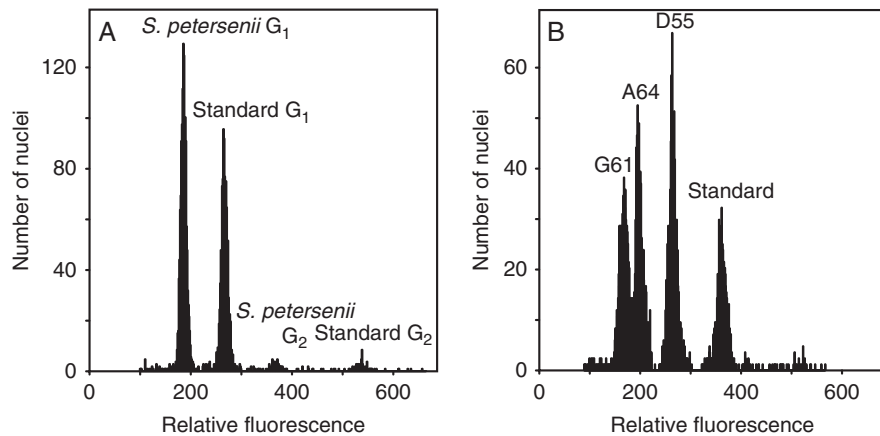 A
S. petersenii G₁
Standard G₁
S. petersenii
G₂
Standard G₂
Number of nuclei
120
80
40
0
0
200
400
600
Relative fluorescence
B
D55
A64
G61
Standard
Number of nuclei
60
40
20
0
0
200
400
600
Relative fluorescence